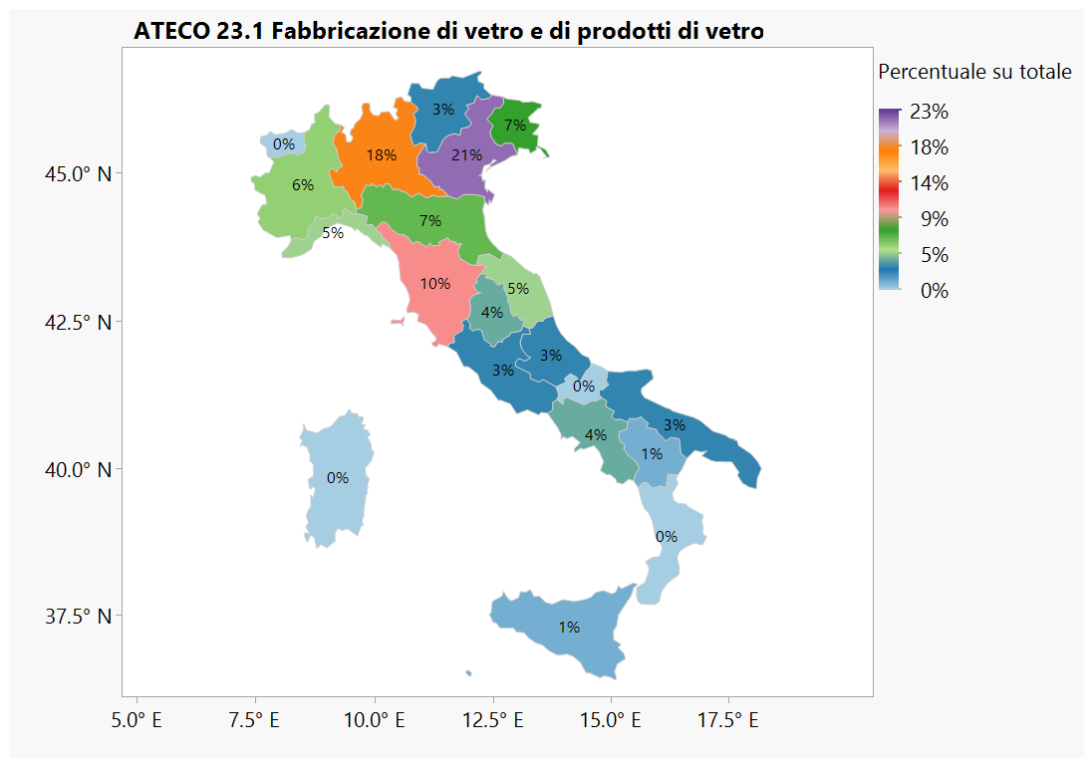 ATECO 23.1 Fabbricazione di vetro e di prodotti di vetro
Percentuale su totale
23%
18%
14%
9%
5%
0%
45.0° N
42.5° N
40.0° N
37.5° N
3%
7%
0%
18%
21%
6%
7%
5%
10%
5%
4%
3%
3%
0%
3%
4%
1%
0%
0%
1%
5.0° E
7.5° E
10.0° E
12.5° E
15.0° E
17.5° E